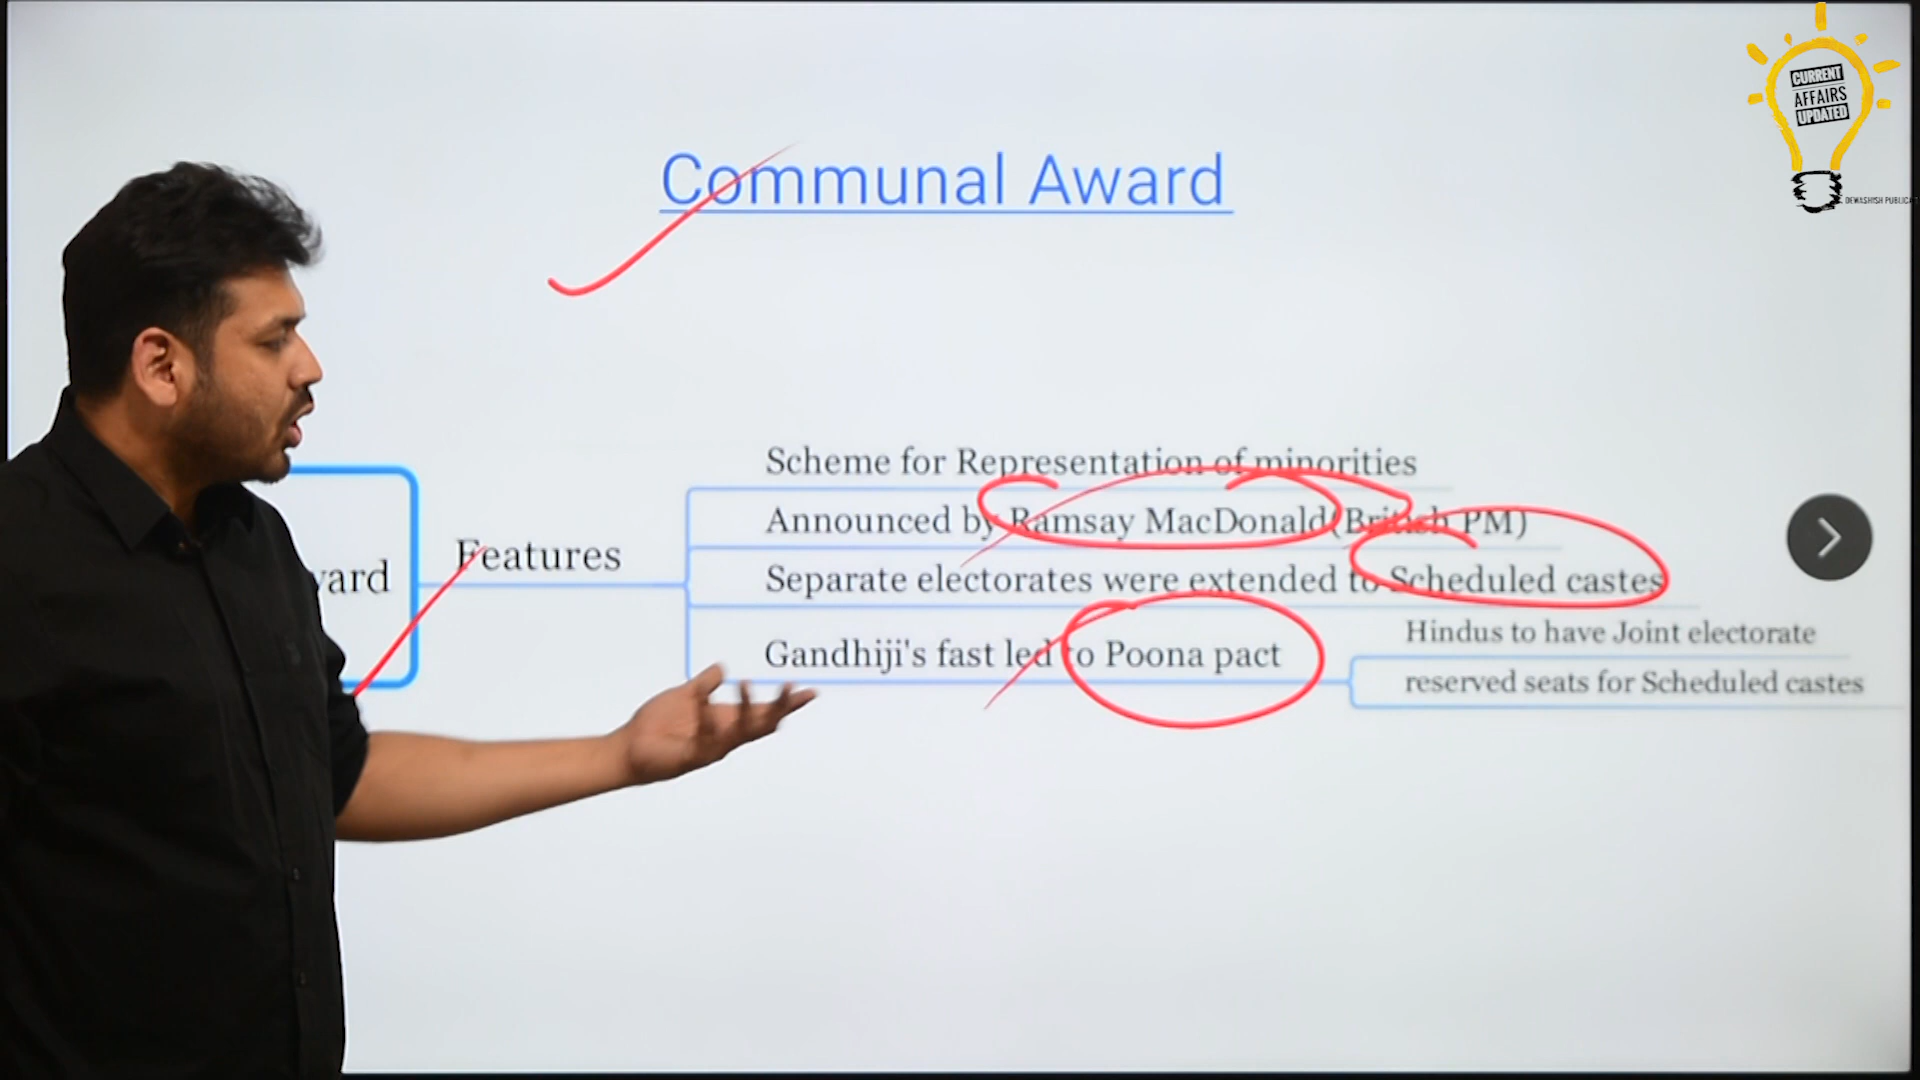 CURRENT
AFFAIRS
UPDATED
Communal Award
Features
Scheme for Representation of minorities
Announced by Ramsay MacDonald(British PM)
Separate electorates were extended to Scheduled castes
Gandhiji's fast led to Poona pact
Hindus to have Joint electorate
reserved seats for Scheduled castes